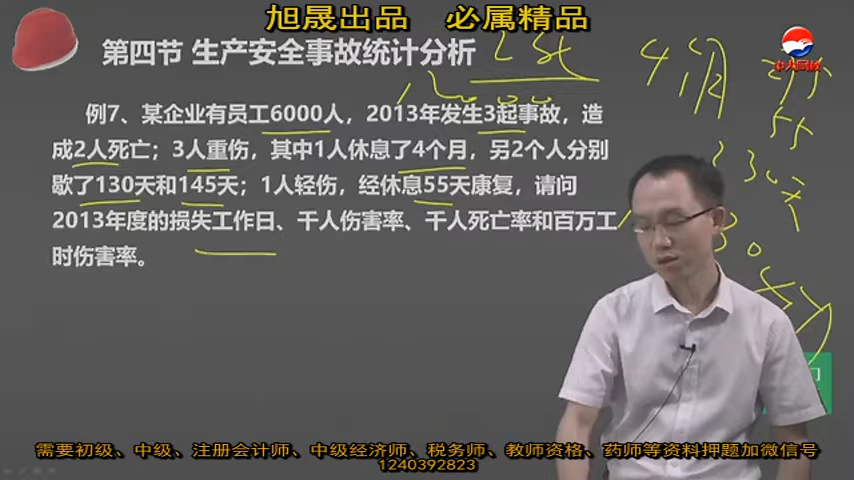 旭晟出品 必属精品
第四节 生产安全事故统计分析
例7、某企业有员工6000人，2013年发生3起事故，造
成2人死亡；3人重伤，其中1人休息了4个月，另2个人分别
歇了130天和145天；1人轻伤，经休息55天康复，请问
2013年度的损失工作日、千人伤害率、千人死亡率和百万工
时伤害率。
55
需要初级、中级、注册会计师、中级经济师、税务师、教师资格、药师等资料押题加微信号
1240392823